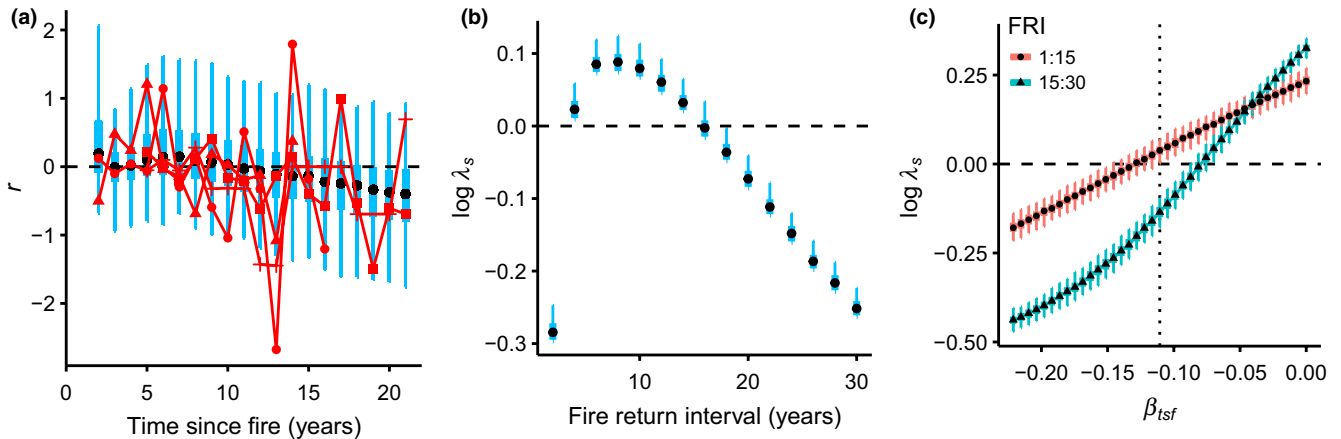 (a)
r
2
1
0
−1
−2
0 5 10 15 20
Time since fire (years)
(b)
log λs
0.1
0.0
−0.1
−0.2
−0.3
0 10 20 30
Fire return interval (years)
(c)
FRI
1:15
15:30
log λs
0.25
0.00
−0.25
−0.50
−0.20 −0.15 −0.10 −0.05 0.00
βtsf